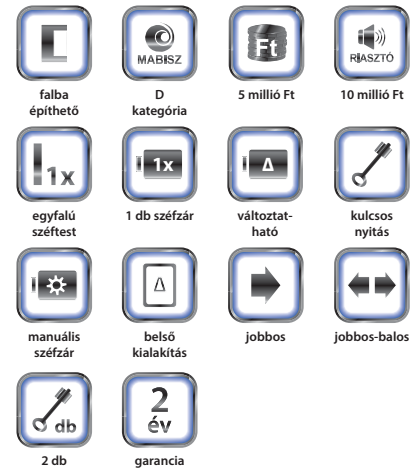 Ft
MABISZ
RIASZTÓ
falba
építhető
D
kategória
5 millió Ft
10 millió Ft
1x
1x
Δ
egyfalú
széftest
1 db széfzár
változtat-
ható
kulcsos
nyitás
Δ
manuális
széfzár
belső
kialakítás
jobbos
jobbos-balos
db
2
év
2 db
garancia